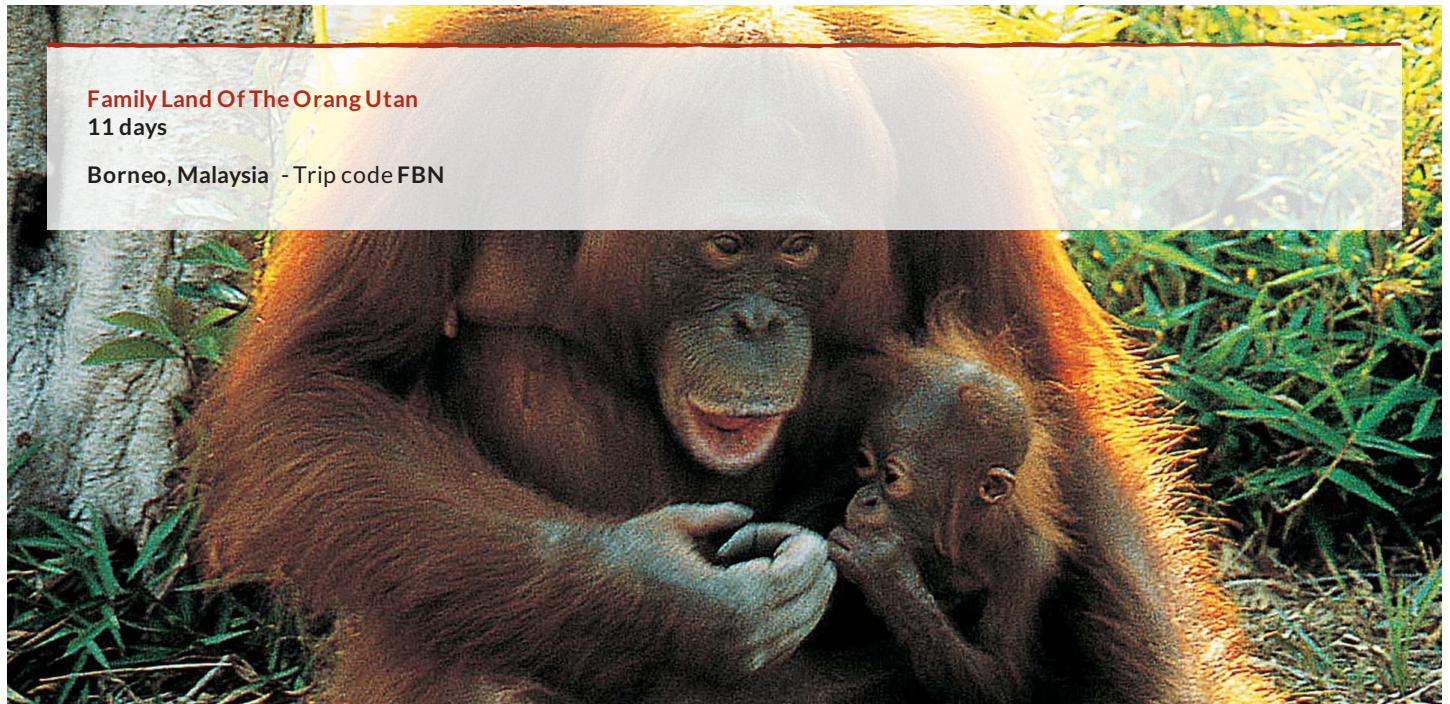 Family Land Of The Orang Utan
11 days
Borneo, Malaysia - Trip code FBN